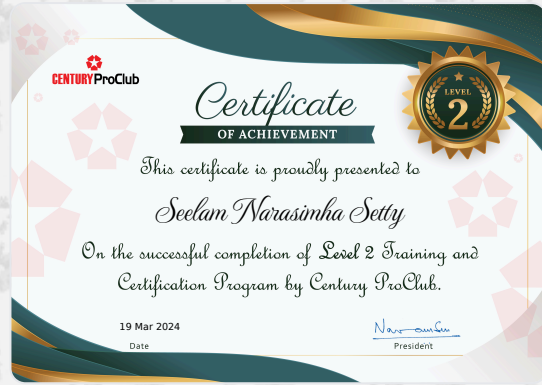 CENTURY ProClub
Certificate
OF ACHIEVEMENT
LEVEL
2
This certificate is proudly presented to
Seelam Narasimha Setty
On the successful completion of Level 2 Training and
Certification Program by Century ProClub.
19 Mar 2024
Date
President